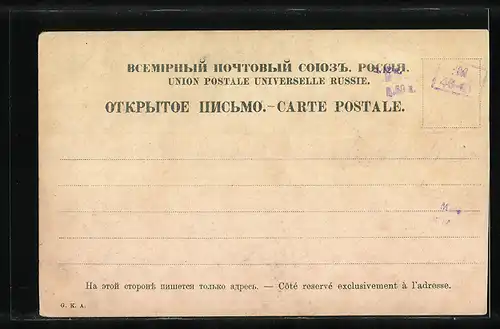 ВСЕМІРНЫЙ ПОЧТОВЫЙ СОЮЗЪ. РОССІЯ.
UNION POSTALE UNIVERSELLE RUSSIE.
ОТКРЫТОЕ ПИСЬМО.-CARTE POSTALE.
На этой сторонѣ пишется только адресъ. — Côté reservé exclusivement à l'adresse.
G. K. A.